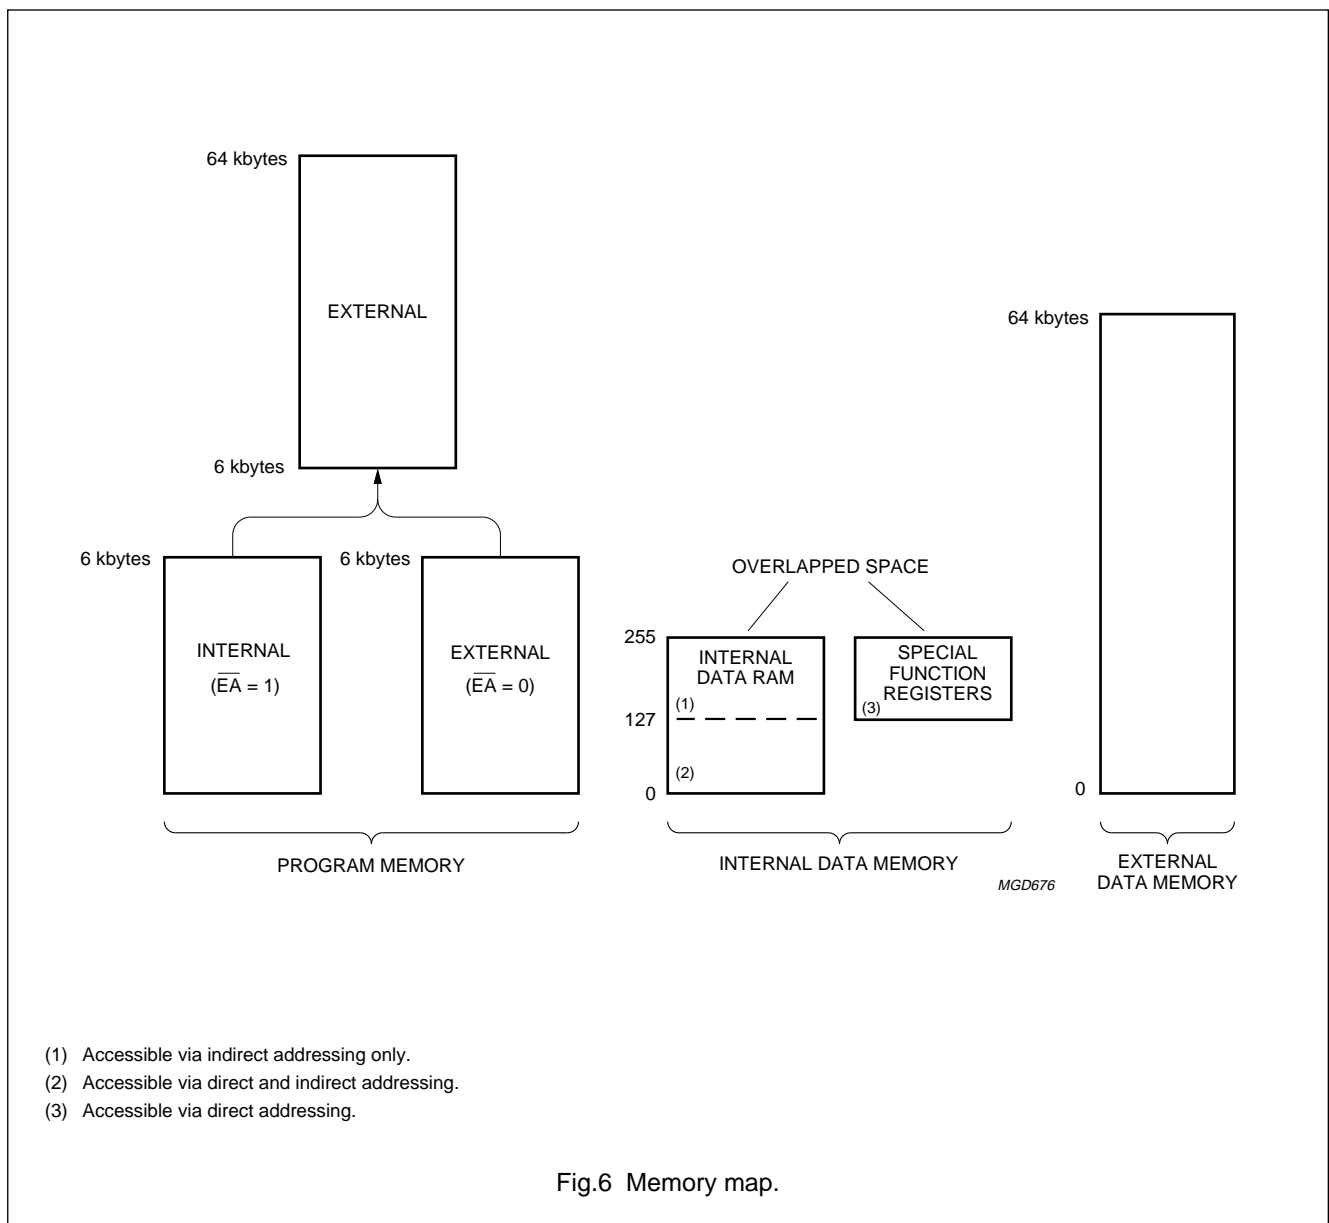 64 kbytes
EXTERNAL
6 kbytes
6 kbytes
INTERNAL
(E̅A̅ = 1)
6 kbytes
EXTERNAL
(E̅A̅ = 0)
PROGRAM MEMORY
OVERLAPPED SPACE
255
INTERNAL
DATA RAM
(1)
127
(2)
0
SPECIAL
FUNCTION
REGISTERS
(3)
INTERNAL DATA MEMORY
64 kbytes
0
EXTERNAL
DATA MEMORY
MGD676
(1) Accessible via indirect addressing only.
(2) Accessible via direct and indirect addressing.
(3) Accessible via direct addressing.
Fig.6 Memory map.